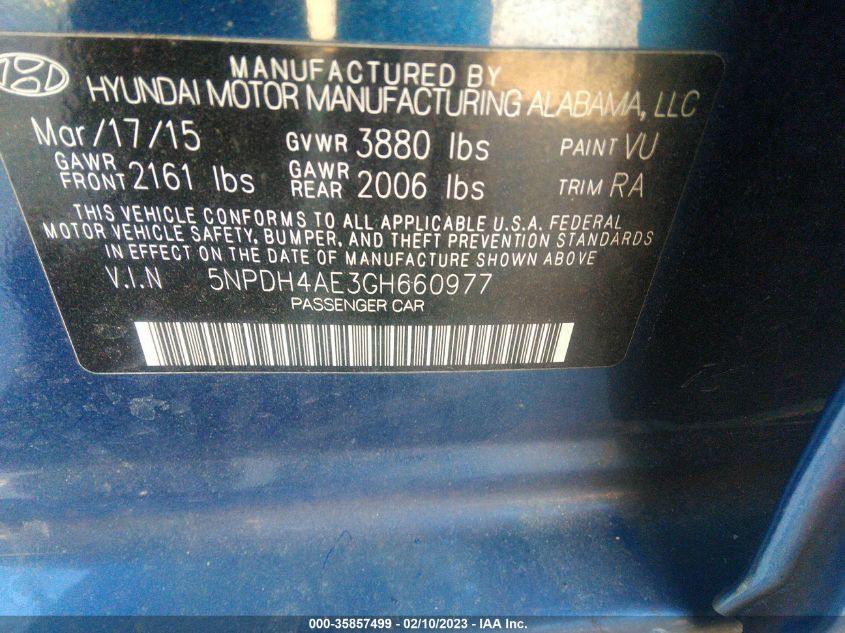 MANUFACTURED BY
HYUNDAI MOTOR MANUFACTURING ALABAMA, LLC
Mar/17/15 GVWR 3880 lbs PAINT VU
GAWR FRONT 2161 lbs GAWR REAR 2006 lbs TRIM RA
THIS VEHICLE CONFORMS TO ALL APPLICABLE U.S.A. FEDERAL
MOTOR VEHICLE SAFETY, BUMPER, AND THEFT PREVENTION STANDARDS
IN EFFECT ON THE DATE OF MANUFACTURE SHOWN ABOVE
V.I.N 5NPDH4AE3GH660977
PASSENGER CAR
000-35857499 — 02/10/2023 — IAA Inc.